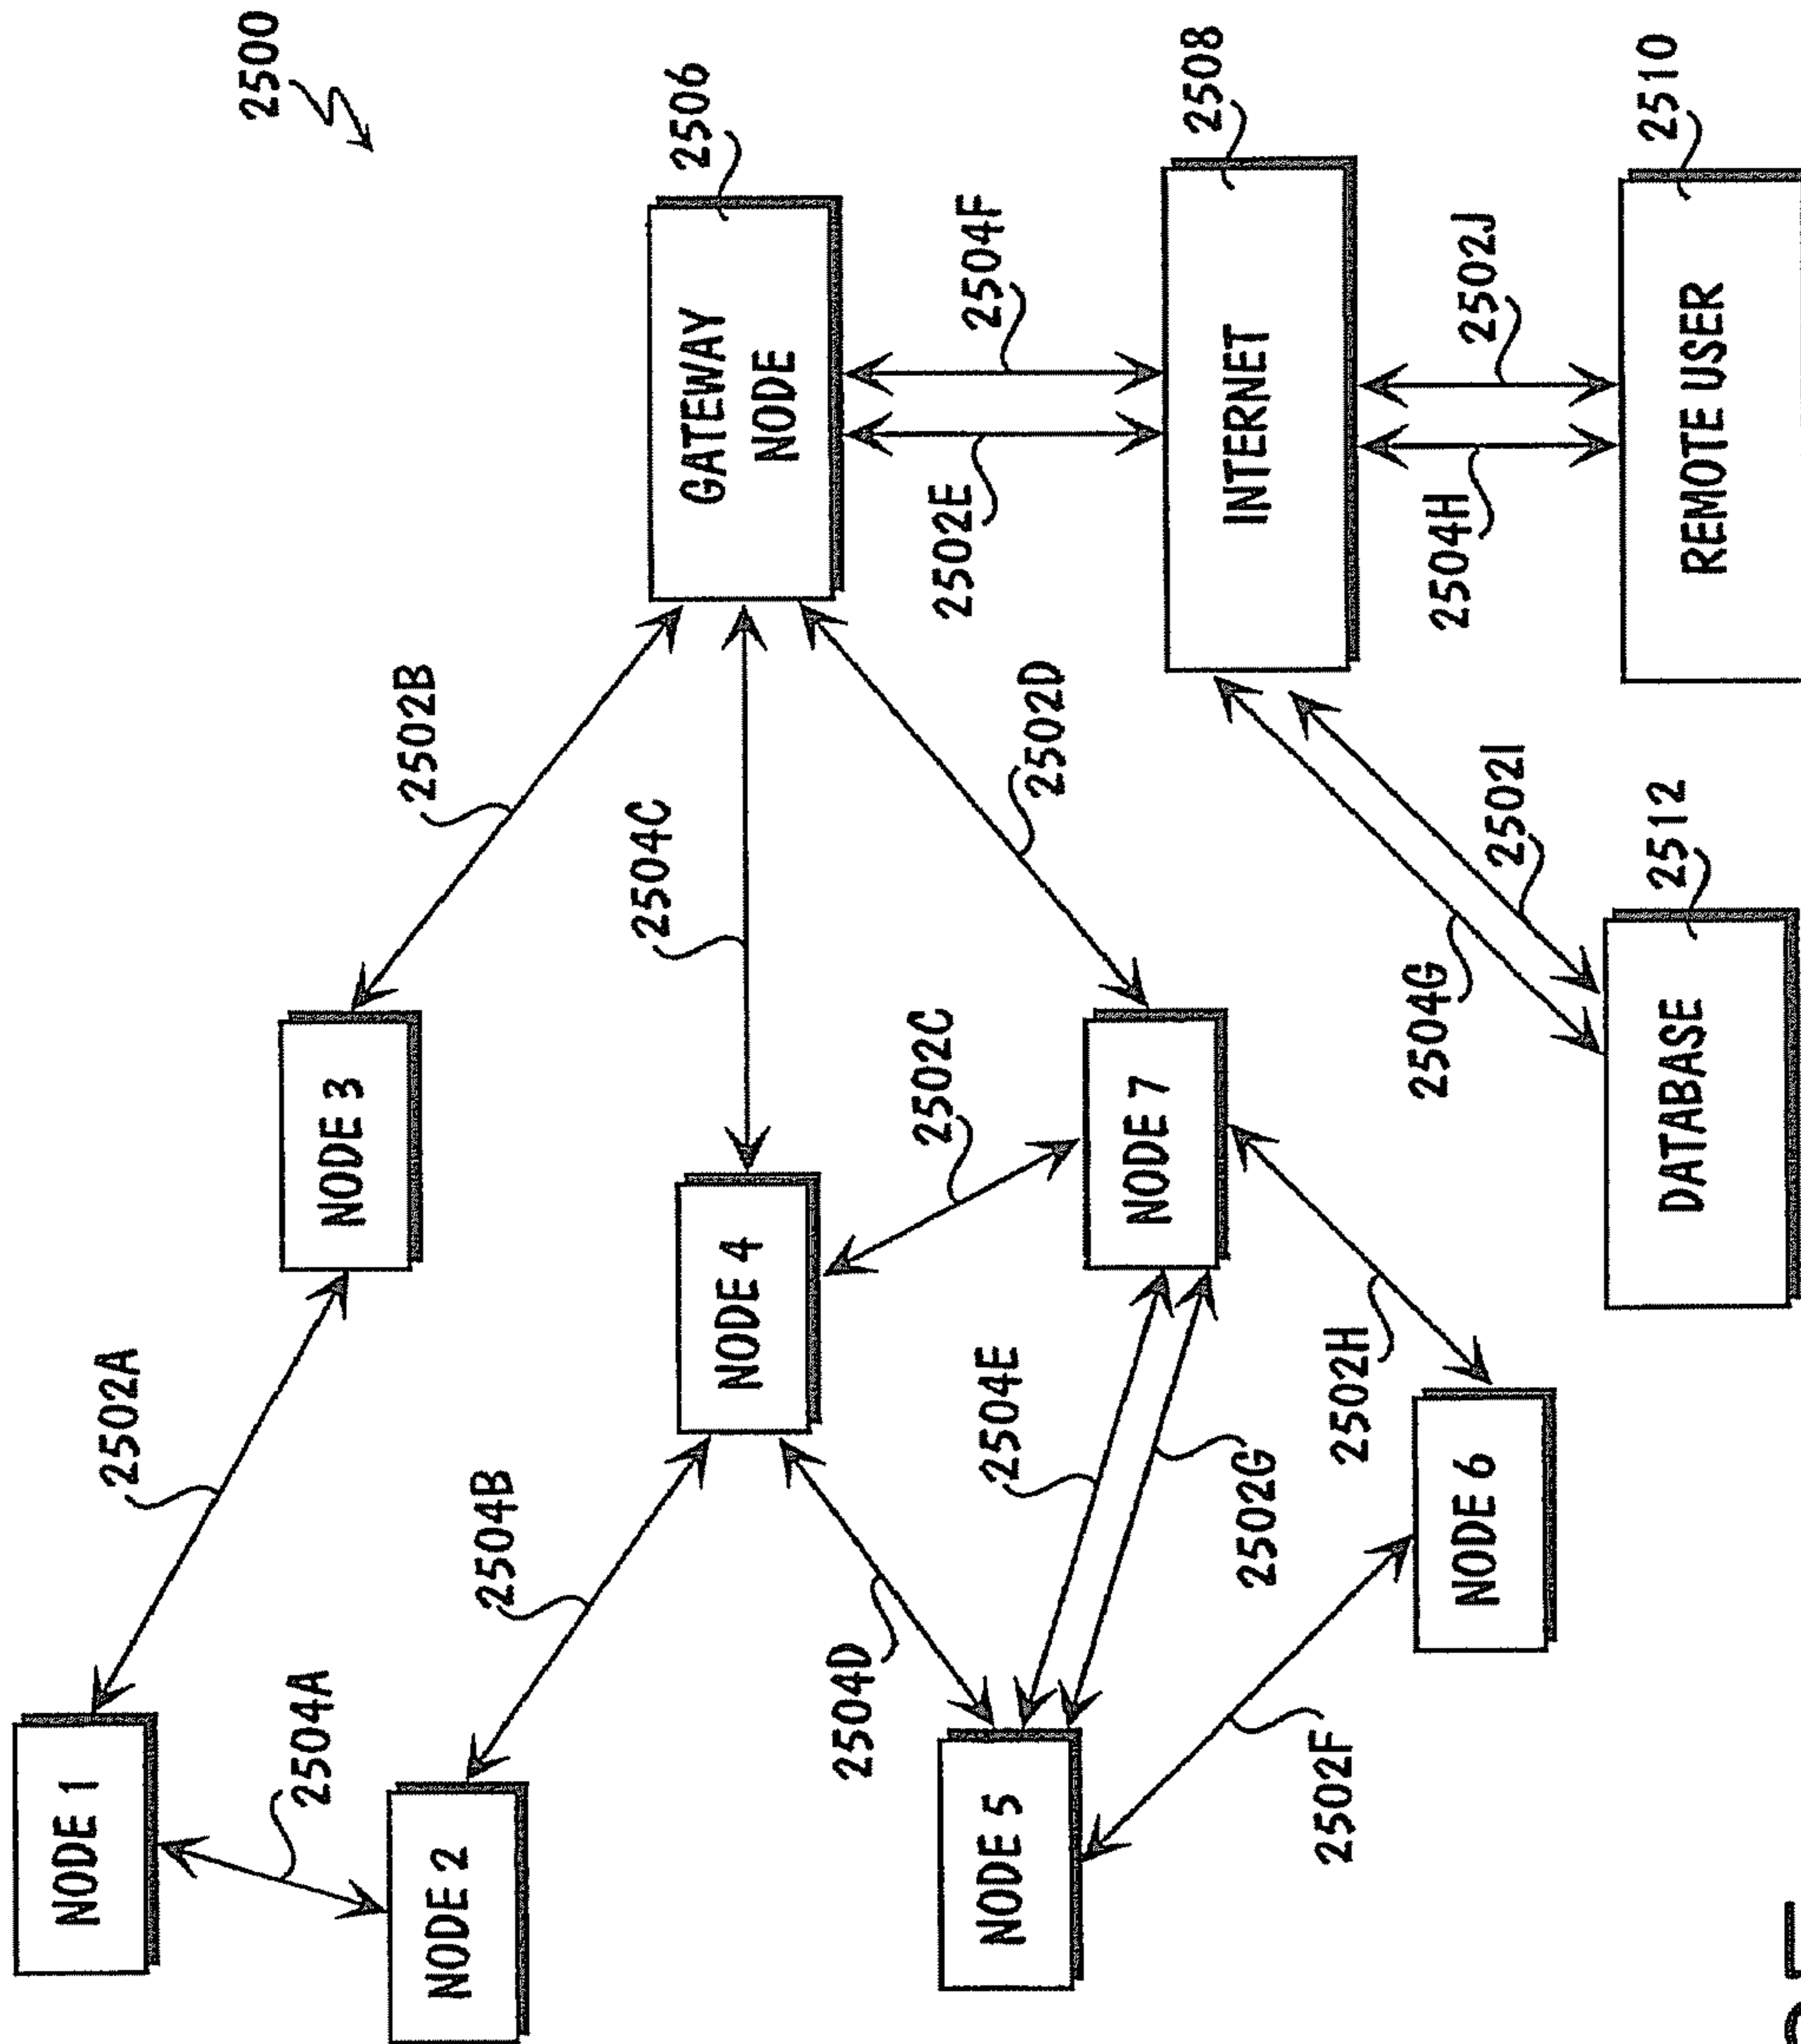 2500
NODE 1
2502A
NODE 3
2502B
GATEWAY
NODE
2506
2504A
NODE 2
2504B
NODE 4
2504C
2504D
2502C
2502D
2502E
2504F
NODE 5
2504E
2502G
NODE 7
INTERNET
2508
2502F
NODE 6
2502H
2504G
2502I
2504H
2502J
DATABASE
2512
REMOTE USER
2510